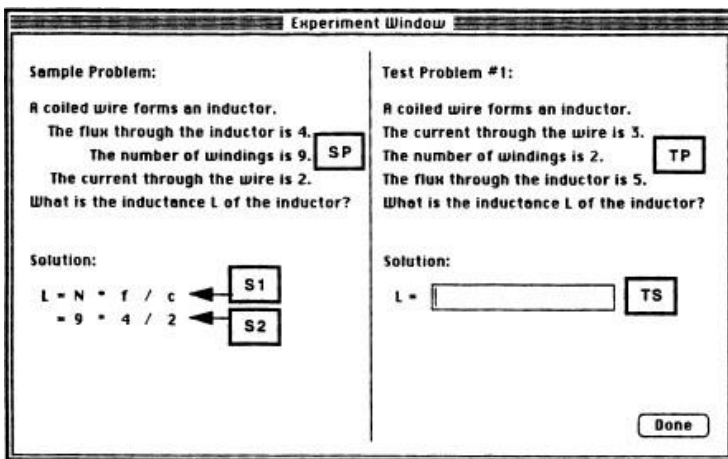 Experiment Window
Sample Problem:
A coiled wire forms an inductor.
The flux through the inductor is 4.
The number of windings is 9.
The current through the wire is 2.
What is the inductance L of the inductor?
SP
Solution:
L = N * f / c
= 9 * 4 / 2
S1
S2
Test Problem #1:
A coiled wire forms an inductor.
The current through the wire is 3.
The number of windings is 2.
The flux through the inductor is 5.
What is the inductance L of the inductor?
TP
Solution:
L =
TS
Done